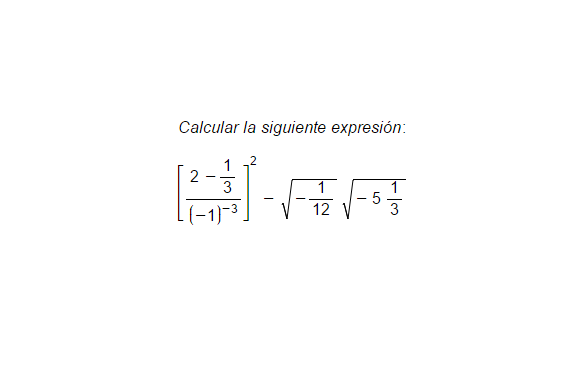 Calcular la siguiente expresión:
[(2 − 1/3) / (−1)⁻³]² − √(−1/12) √(−5 1/3)